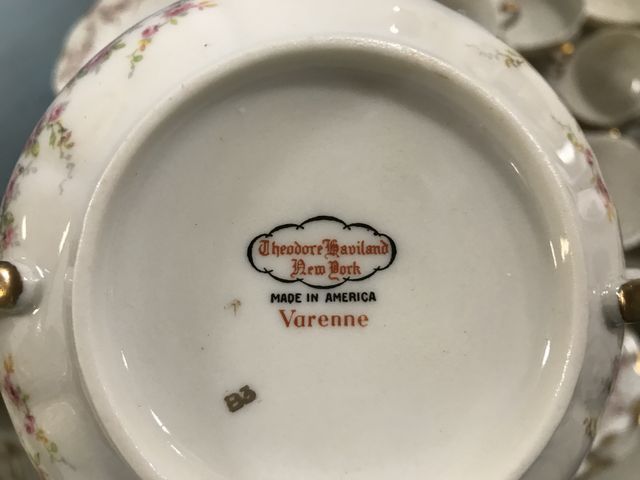 Theodore Haviland
New York
MADE IN AMERICA
Varenne
B3